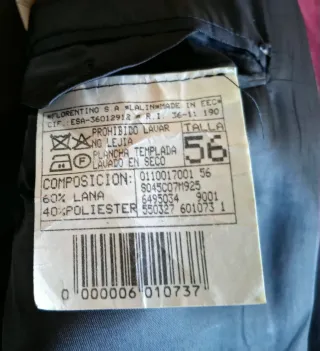 *FLORENTINO S A *LALIN*MADE IN EEC*
CIF. ESA-36012912 * R.I. 36-11 190
PROHIBIDO LAVAR
NO LEJIA
PLANCHA TEMPLADA
LAVADO EN SECO
TALLA
56
COMPOSICION: 0110017001 56
60% LANA S045C07M925
6495034 9001
40%POLIESTER 550327 601073 1
0 000006 010737